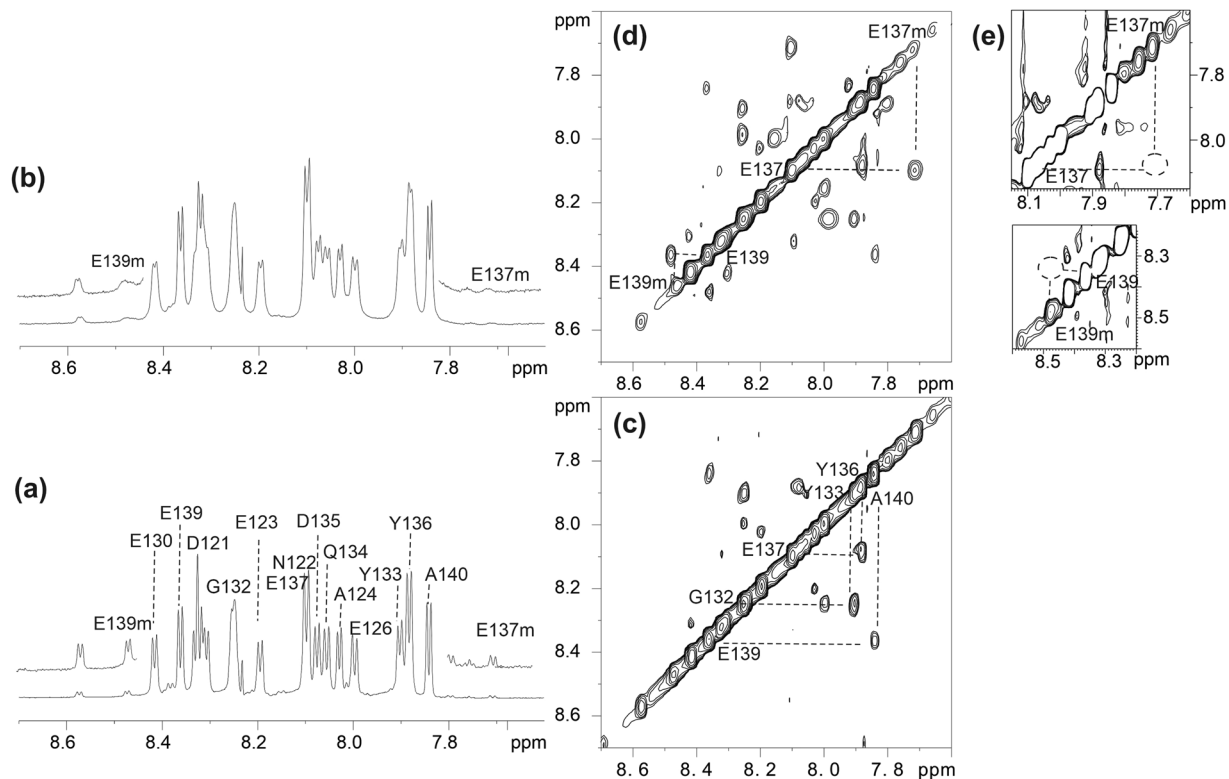 (b)
E139m
E137m
8.6
8.4
8.2
8.0
7.8
ppm
(a)
E139m
E130
E139
D121
G132
E123
N122
E137
D135
Q134
A124
E126
Y133
Y136
A140
E137m
8.6
8.4
8.2
8.0
7.8
ppm
ppm
(d)
E137m
7.8
8.0
E137
8.2
E139
8.4
E139m
8.6
8.6
8.4
8.2
8.0
7.8
ppm
ppm
(c)
7.8
Y136
Y133
A140
8.0
E137
8.2
G132
E139
8.4
8.6
8.6
8.4
8.2
8.0
7.8
ppm
(e)
E137m
7.8
8.0
E137
ppm
8.1
7.9
7.7
ppm
8.3
E139
8.5
E139m
ppm
8.5
8.3
ppm